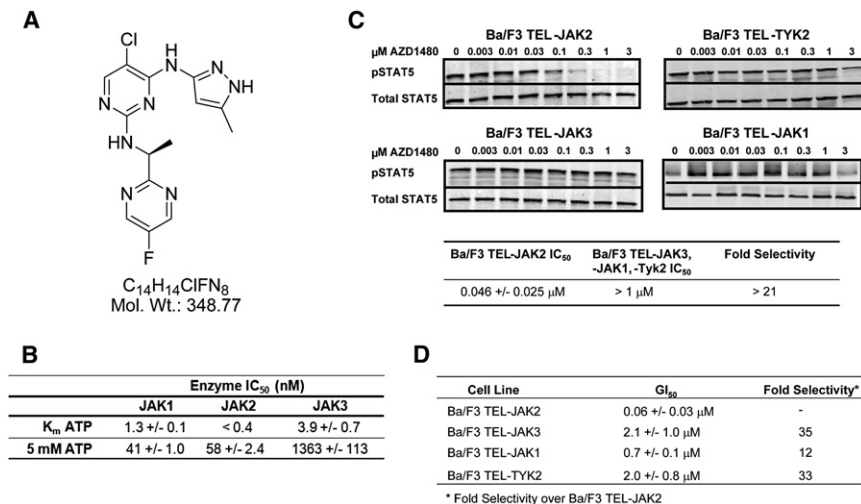 A
Cl
HN
N
NH
N
N
N
HN
N
N
F
C₁₄H₁₄ClFN₈
Mol. Wt.: 348.77
B
Enzyme IC₅₀ (nM)
JAK1 JAK2 JAK3
Kₘ ATP 1.3 +/- 0.1 < 0.4 3.9 +/- 0.7
5 mM ATP 41 +/- 1.0 58 +/- 2.4 1363 +/- 113
C
Ba/F3 TEL-JAK2
µM AZD1480 0 0.003 0.01 0.03 0.1 0.3 1 3
pSTAT5
Total STAT5
Ba/F3 TEL-TYK2
0 0.003 0.01 0.03 0.1 0.3 1 3
Ba/F3 TEL-JAK3
µM AZD1480 0 0.003 0.01 0.03 0.1 0.3 1 3
pSTAT5
Total STAT5
Ba/F3 TEL-JAK1
0 0.003 0.01 0.03 0.1 0.3 1 3
Ba/F3 TEL-JAK2 IC₅₀ Ba/F3 TEL-JAK3, Fold Selectivity
-JAK1, -Tyk2 IC₅₀
0.046 +/- 0.025 µM > 1 µM > 21
D
Cell Line GI₅₀ Fold Selectivity*
Ba/F3 TEL-JAK2 0.06 +/- 0.03 µM -
Ba/F3 TEL-JAK3 2.1 +/- 1.0 µM 35
Ba/F3 TEL-JAK1 0.7 +/- 0.1 µM 12
Ba/F3 TEL-TYK2 2.0 +/- 0.8 µM 33
* Fold Selectivity over Ba/F3 TEL-JAK2